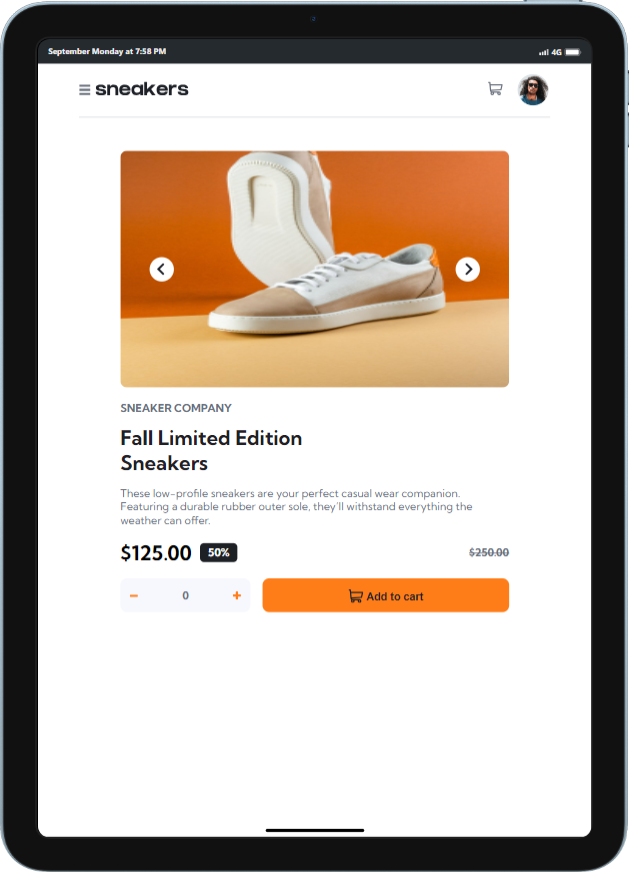 September Monday at 7:58 PM
4G
sneakers
SNEAKER COMPANY
Fall Limited Edition
Sneakers
These low-profile sneakers are your perfect casual wear companion.
Featuring a durable rubber outer sole, they'll withstand everything the
weather can offer.
$125.00 50% $250.00
− 0 + Add to cart